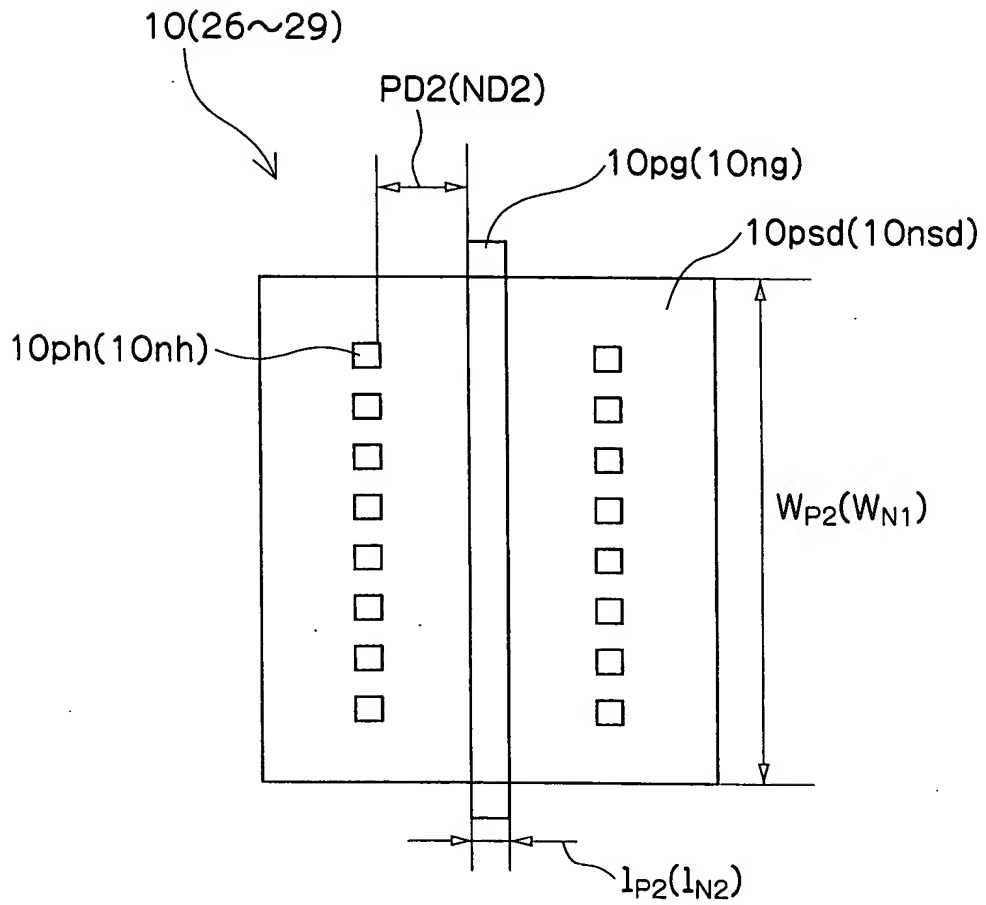 10(26～29)
PD2(ND2)
10pg(10ng)
10psd(10nsd)
10ph(10nh)
WP2(WN1)
lP2(lN2)